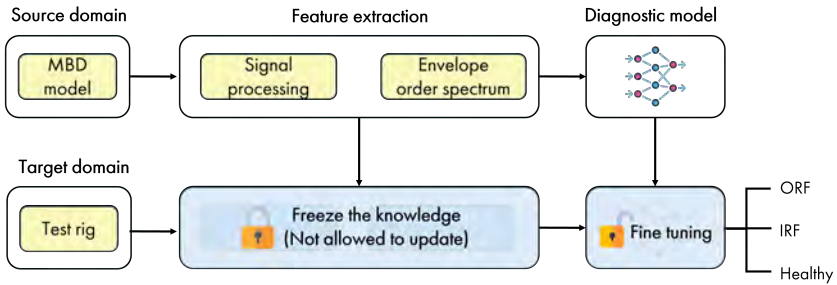 Source domain
Feature extraction
Diagnostic model
MBD
model
Signal
processing
Envelope
order spectrum
Target domain
Test rig
Freeze the knowledge
(Not allowed to update)
Fine tuning
ORF
IRF
Healthy